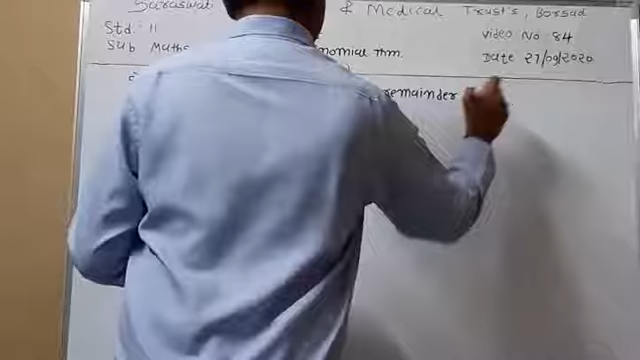 Saraswati & Medical Trust's, Borsad
Std: 11 video No 84
Sub Maths nomial thm. Date 27/09/2020
remainder